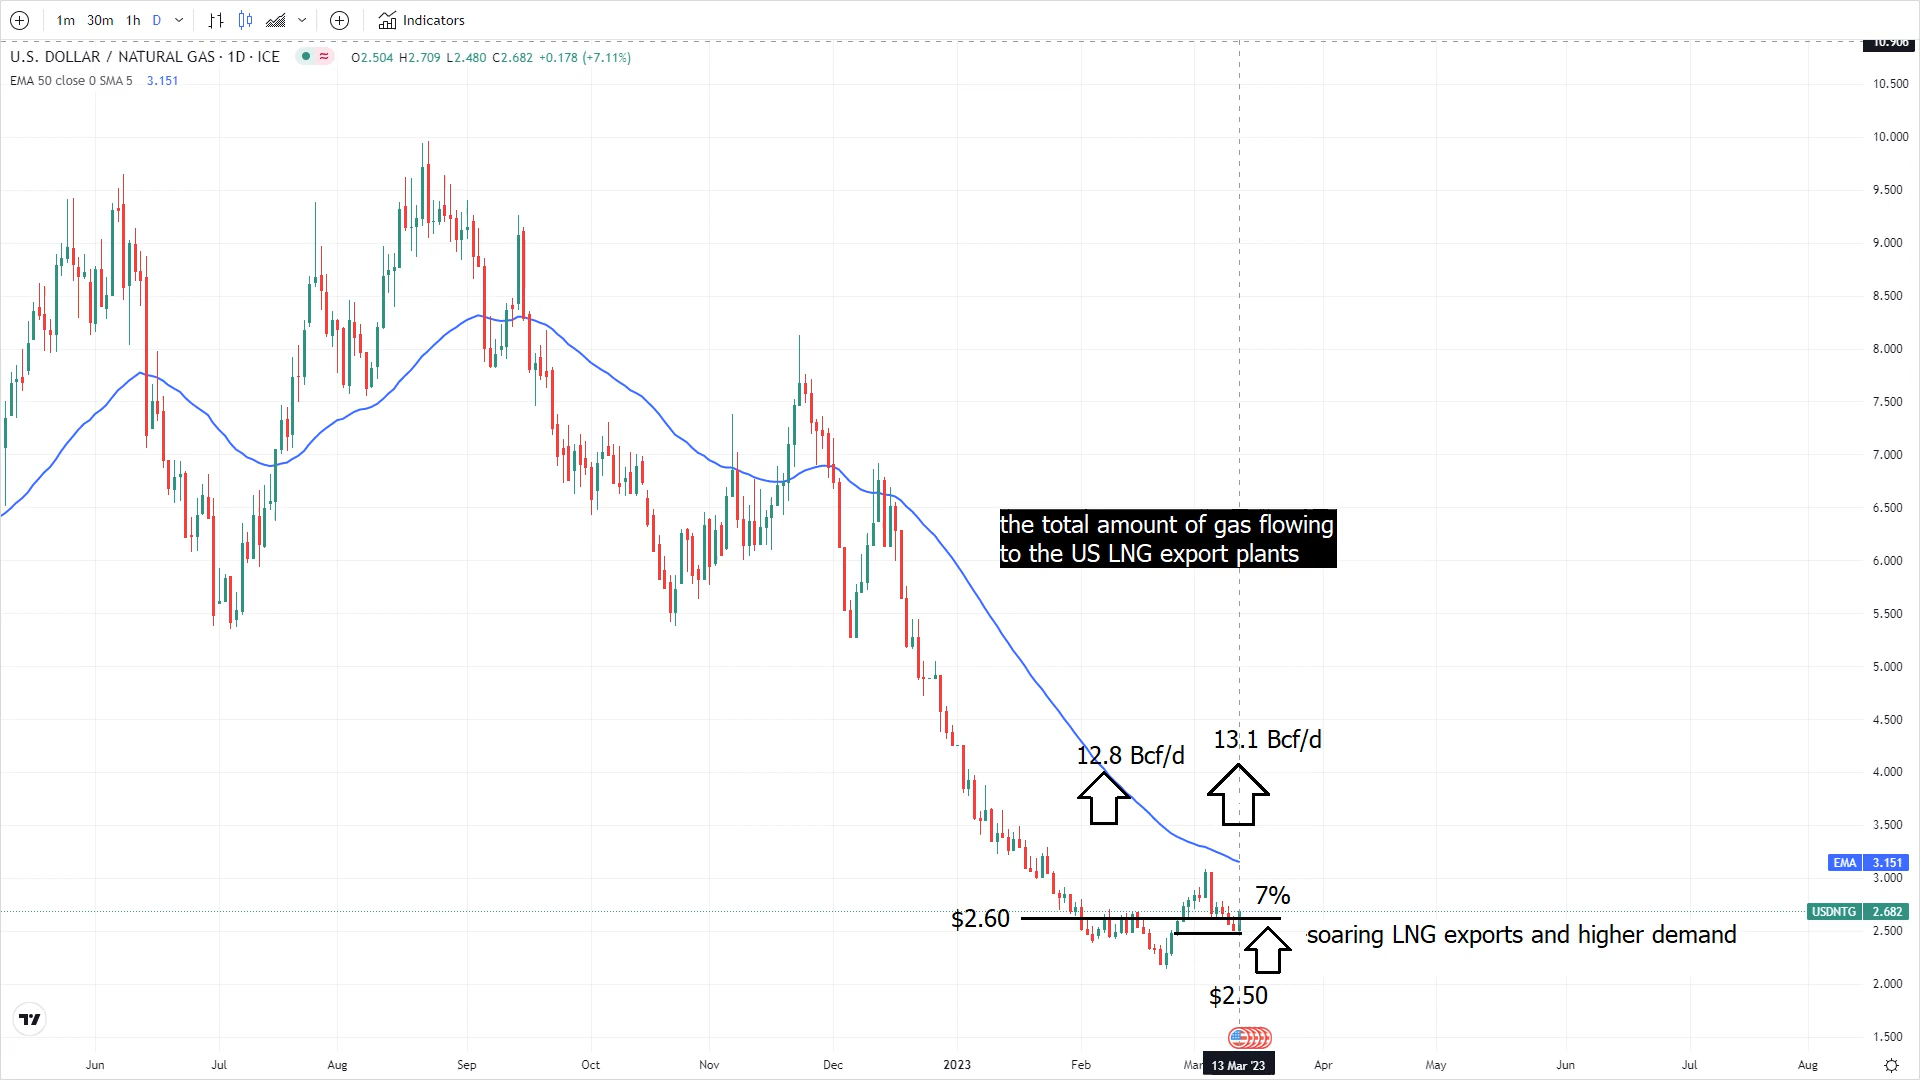 1m 30m 1h D Indicators
10.906
U.S. DOLLAR / NATURAL GAS · 1D · ICE O2.504 H2.709 L2.480 C2.682 +0.178 (+7.11%)
EMA 50 close 0 SMA 5 3.151
10.500
10.000
9.500
9.000
8.500
8.000
7.500
7.000
6.500
the total amount of gas flowing
to the US LNG export plants
6.000
5.500
5.000
4.500
13.1 Bcf/d
12.8 Bcf/d
4.000
3.500
EMA 3.151
3.000
7%
USDNTG 2.682
$2.60
2.500
soaring LNG exports and higher demand
2.000
$2.50
1.500
Jun Jul Aug Sep Oct Nov Dec 2023 Feb Mar 13 Mar '23 Apr May Jun Jul Aug